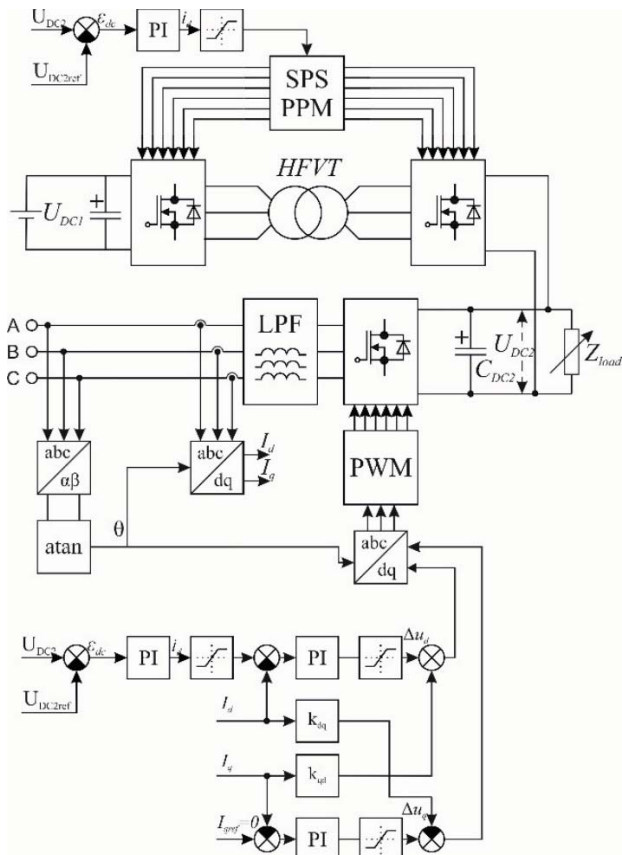 U_DC2
ε_dc
PI
i_d
U_DC2ref
SPS
PPM
HFVT
+
U_DC1
A
B
C
LPF
+
U_DC2
C_DC2
Z_load
abc
αβ
abc
dq
I_d
I_q
PWM
atan
θ
abc
dq
U_DC2
ε_dc
PI
i_d
PI
Δu_d
U_DC2ref
I_d
k_dq
I_q
k_qd
Δu_q
I_qref=0
PI